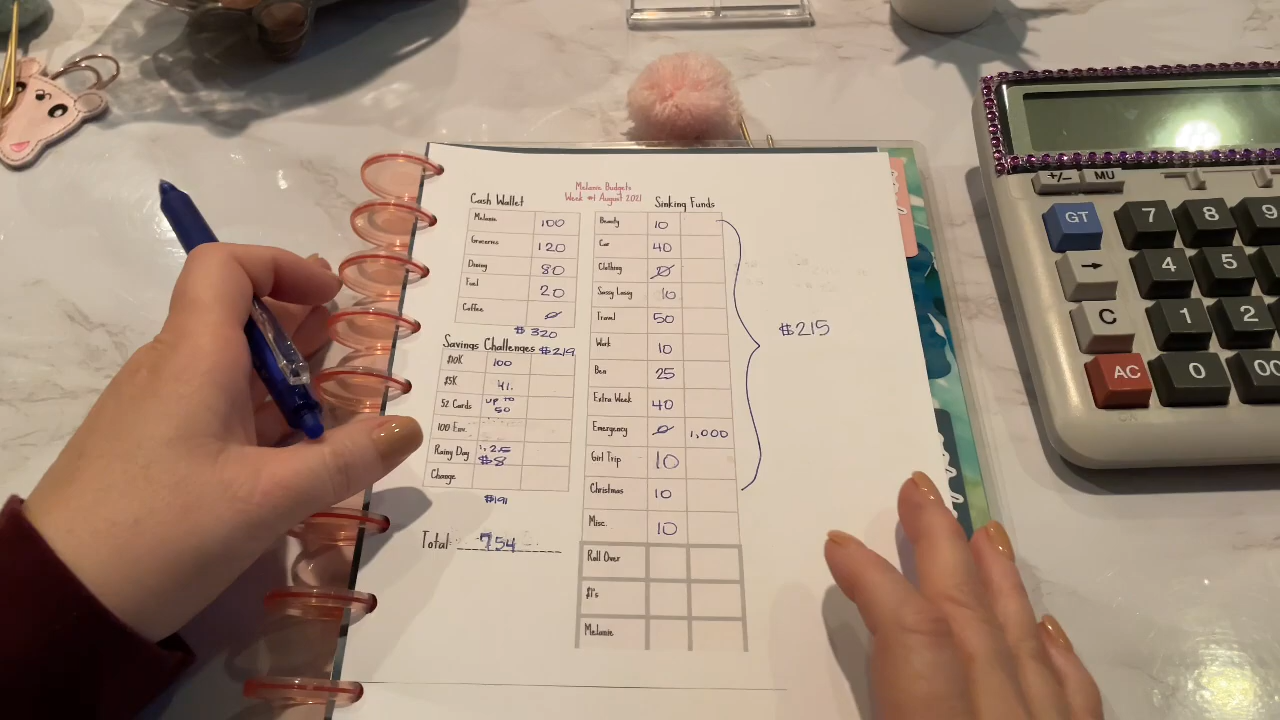 Melanie Budgets
Week #1 August 2021
Cash Wallet
Melanie 100
Groceries 120
Dining 80
Fuel 20
Coffee ∅
$320
Savings Challenges $219
$10K 100
$5K 41.
52 Cards up to 50
100 Env.
Rainy Day 1.25 $8
Change
$191
Total: 754
Sinking Funds
Beauty 10
Car 40
Clothing ∅
Sassy Lassy 10
Travel 50
Work 10
Ben 25
Extra Week 40
Emergency ∅ 1,000
Girl Trip 10
Christmas 10
Misc. 10
Roll Over
$1's
Melanie
$215
+/- MU
GT 7 8 9
→ 4 5
C 1 2
AC 0 00
ON